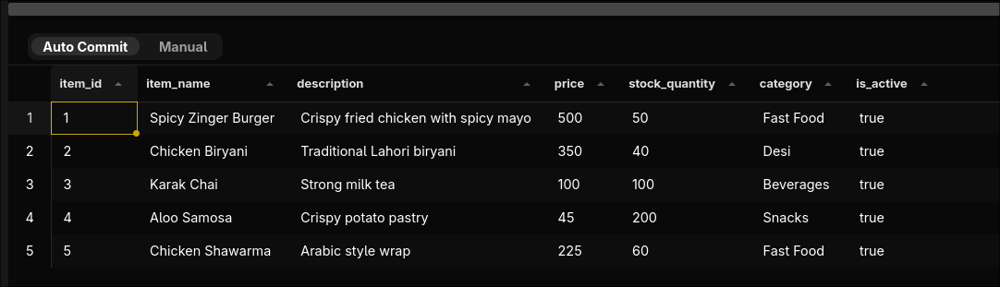 Auto Commit Manual
item_id item_name description price stock_quantity category is_active
1 1 Spicy Zinger Burger Crispy fried chicken with spicy mayo 500 50 Fast Food true
2 2 Chicken Biryani Traditional Lahori biryani 350 40 Desi true
3 3 Karak Chai Strong milk tea 100 100 Beverages true
4 4 Aloo Samosa Crispy potato pastry 45 200 Snacks true
5 5 Chicken Shawarma Arabic style wrap 225 60 Fast Food true